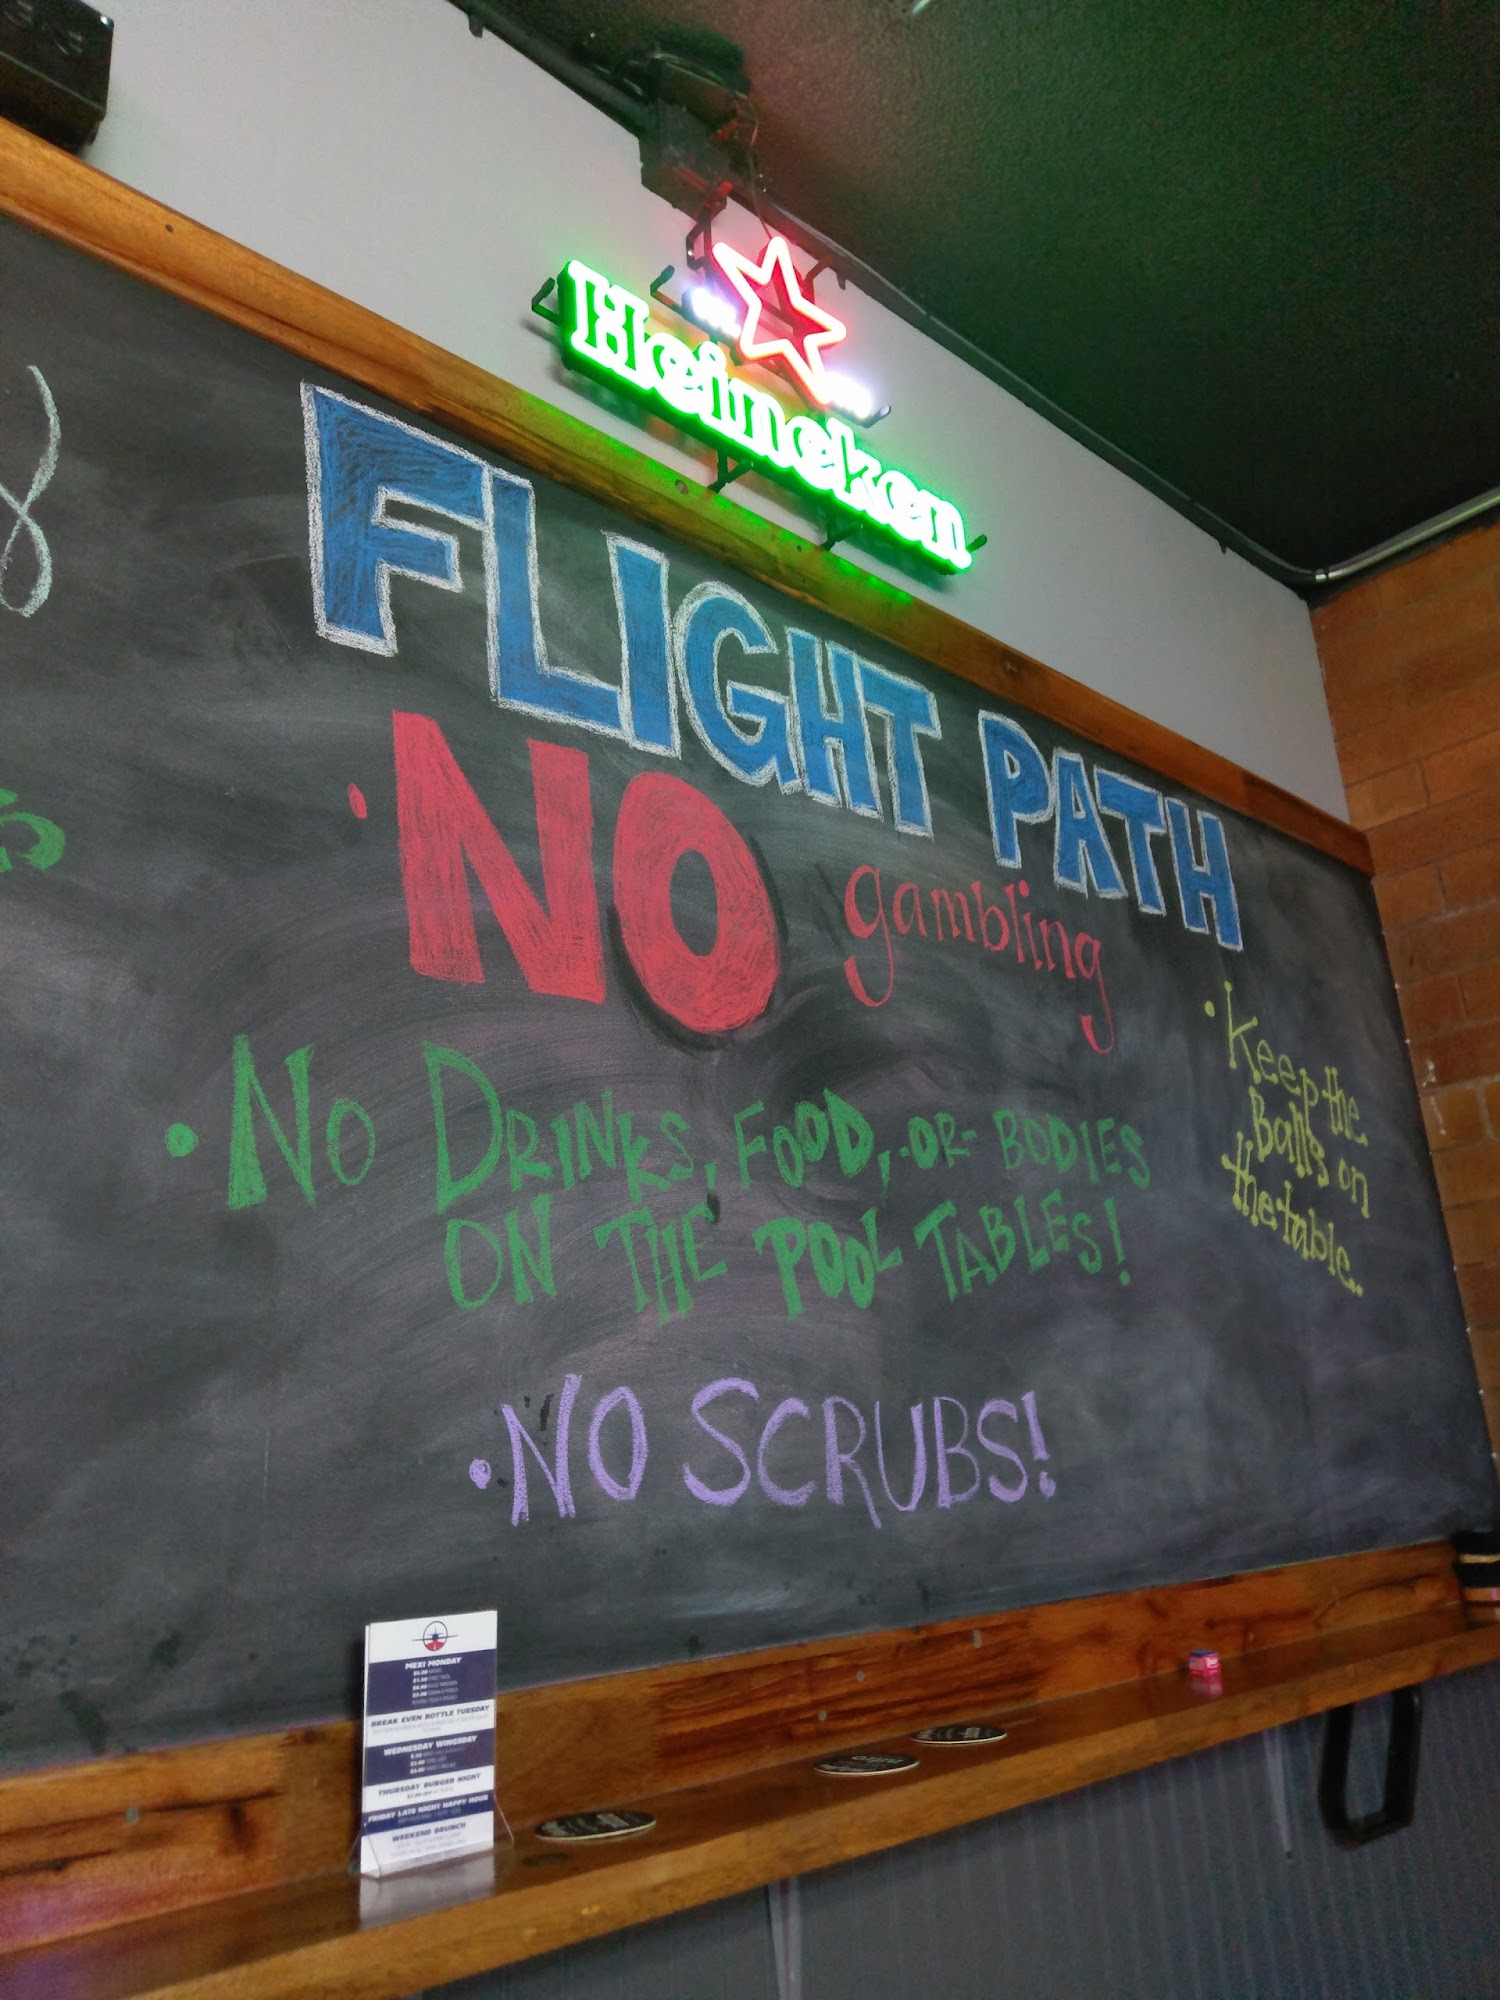 Heineken
FLIGHT PATH
• NO gambling
• NO DRINKS, FOOD, -OR- BODIES
ON THE POOL TABLES!
• Keep the
Balls on
the table.
• NO SCRUBS!
MEXI MONDAY
BREAK EVEN BOTTLE TUESDAY
WEDNESDAY WINGSDAY
THURSDAY BURGER NIGHT
FRIDAY LATE NIGHT HAPPY HOUR
WEEKEND BRUNCH